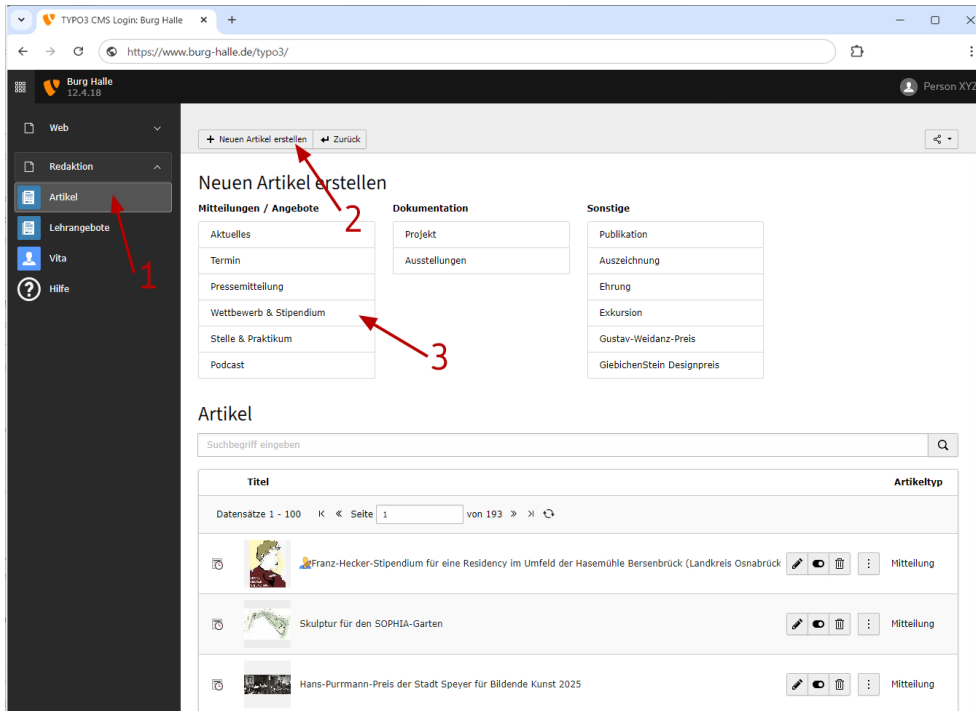 TYPO3 CMS Login: Burg Halle
https://www.burg-halle.de/typo3/
Burg Halle
12.4.18
Person XYZ
Web
Redaktion
Artikel
Lehrangebote
Vita
Hilfe
1
+ Neuen Artikel erstellen
Zurück
2
Neuen Artikel erstellen
Mitteilungen / Angebote
Aktuelles
Termin
Pressemitteilung
Wettbewerb & Stipendium
Stelle & Praktikum
Podcast
3
Dokumentation
Projekt
Ausstellungen
Sonstige
Publikation
Auszeichnung
Ehrung
Exkursion
Gustav-Weidanz-Preis
GiebichenStein Designpreis
Artikel
Suchbegriff eingeben
Titel Artikeltyp
Datensätze 1 - 100 Seite 1 von 193
Franz-Hecker-Stipendium für eine Residency im Umfeld der Hasemühle Bersenbrück (Landkreis Osnabrück Mitteilung
Skulptur für den SOPHIA-Garten Mitteilung
Hans-Purrmann-Preis der Stadt Speyer für Bildende Kunst 2025 Mitteilung